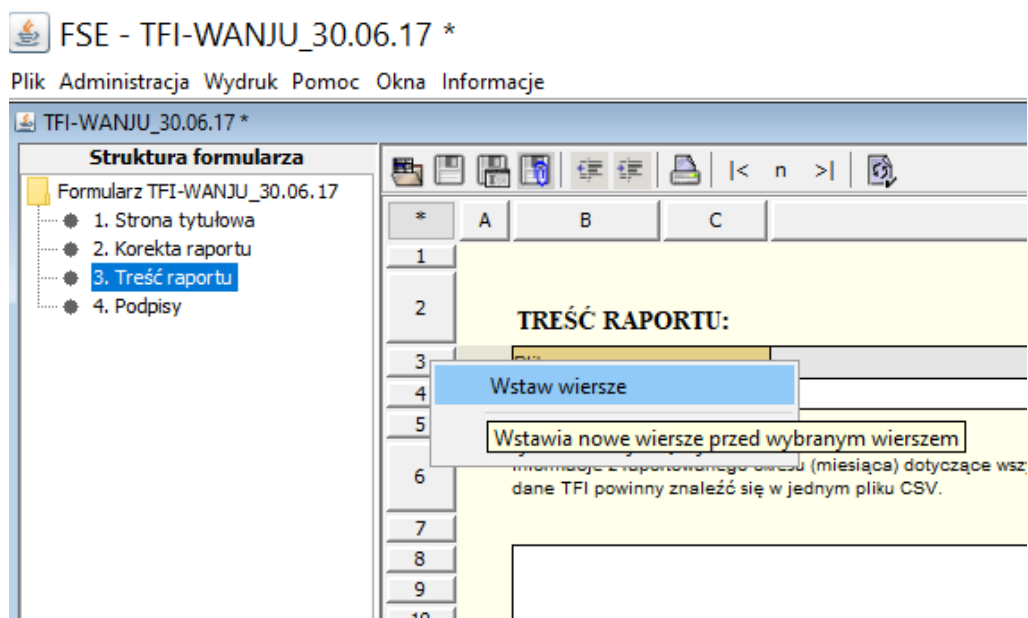 FSE - TFI-WANJU_30.06.17 *
Plik Administracja Wydruk Pomoc Okna Informacje
TFI-WANJU_30.06.17 *
Struktura formularza
Formularz TFI-WANJU_30.06.17
1. Strona tytułowa
2. Korekta raportu
3. Treść raportu
4. Podpisy
|< n >|
* A B C
1
2 TREŚĆ RAPORTU:
3
4 Wstaw wiersze
5 Wstawia nowe wiersze przed wybranym wierszem
(miesiąca) dotyczące
6 dane TFI powinny znaleźć się w jednym pliku CSV.
7
8
9
10